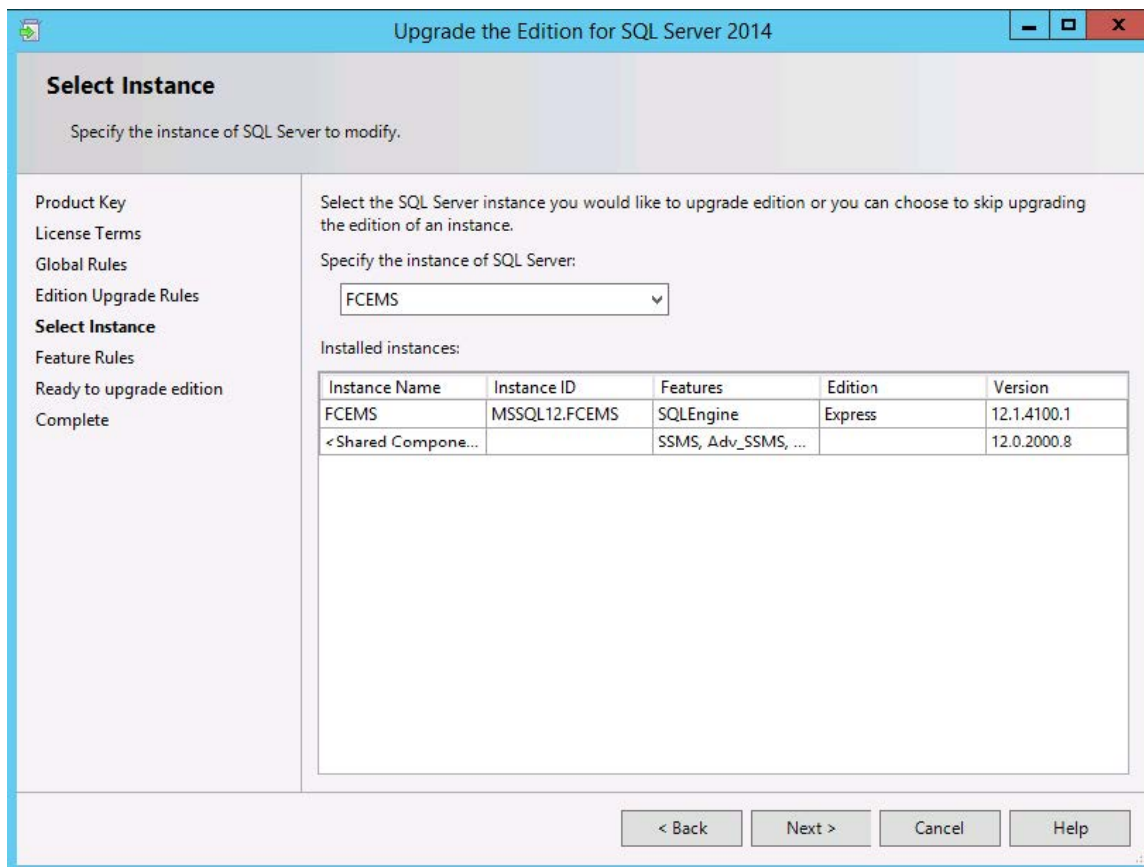 Upgrade the Edition for SQL Server 2014
Select Instance
Specify the instance of SQL Server to modify.
Product Key
License Terms
Global Rules
Edition Upgrade Rules
Select Instance
Feature Rules
Ready to upgrade edition
Complete
Select the SQL Server instance you would like to upgrade edition or you can choose to skip upgrading
the edition of an instance.
Specify the instance of SQL Server:
FCEMS
Installed instances:
Instance Name Instance ID Features Edition Version
FCEMS MSSQL12.FCEMS SQLEngine Express 12.1.4100.1
<Shared Compone... SSMS, Adv_SSMS, ... 12.0.2000.8
< Back Next > Cancel Help